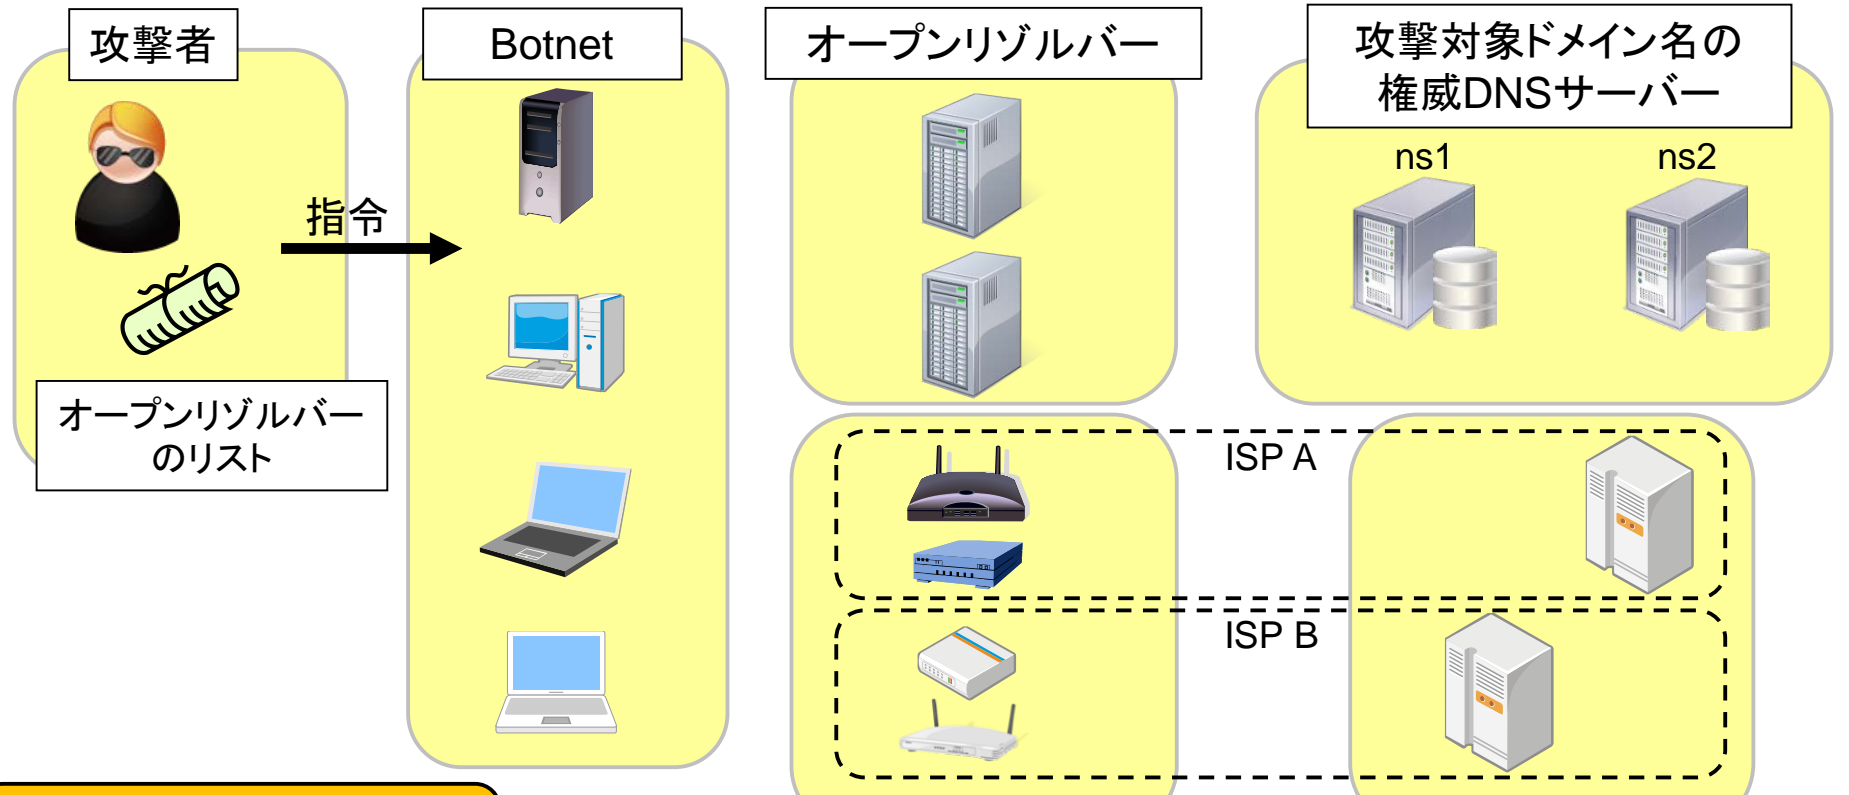 攻撃者
Botnet
オープンリゾルバー
攻撃対象ドメイン名の
権威DNSサーバー
ns1
ns2
指令
オープンリゾルバー
のリスト
ISP A
ISP B